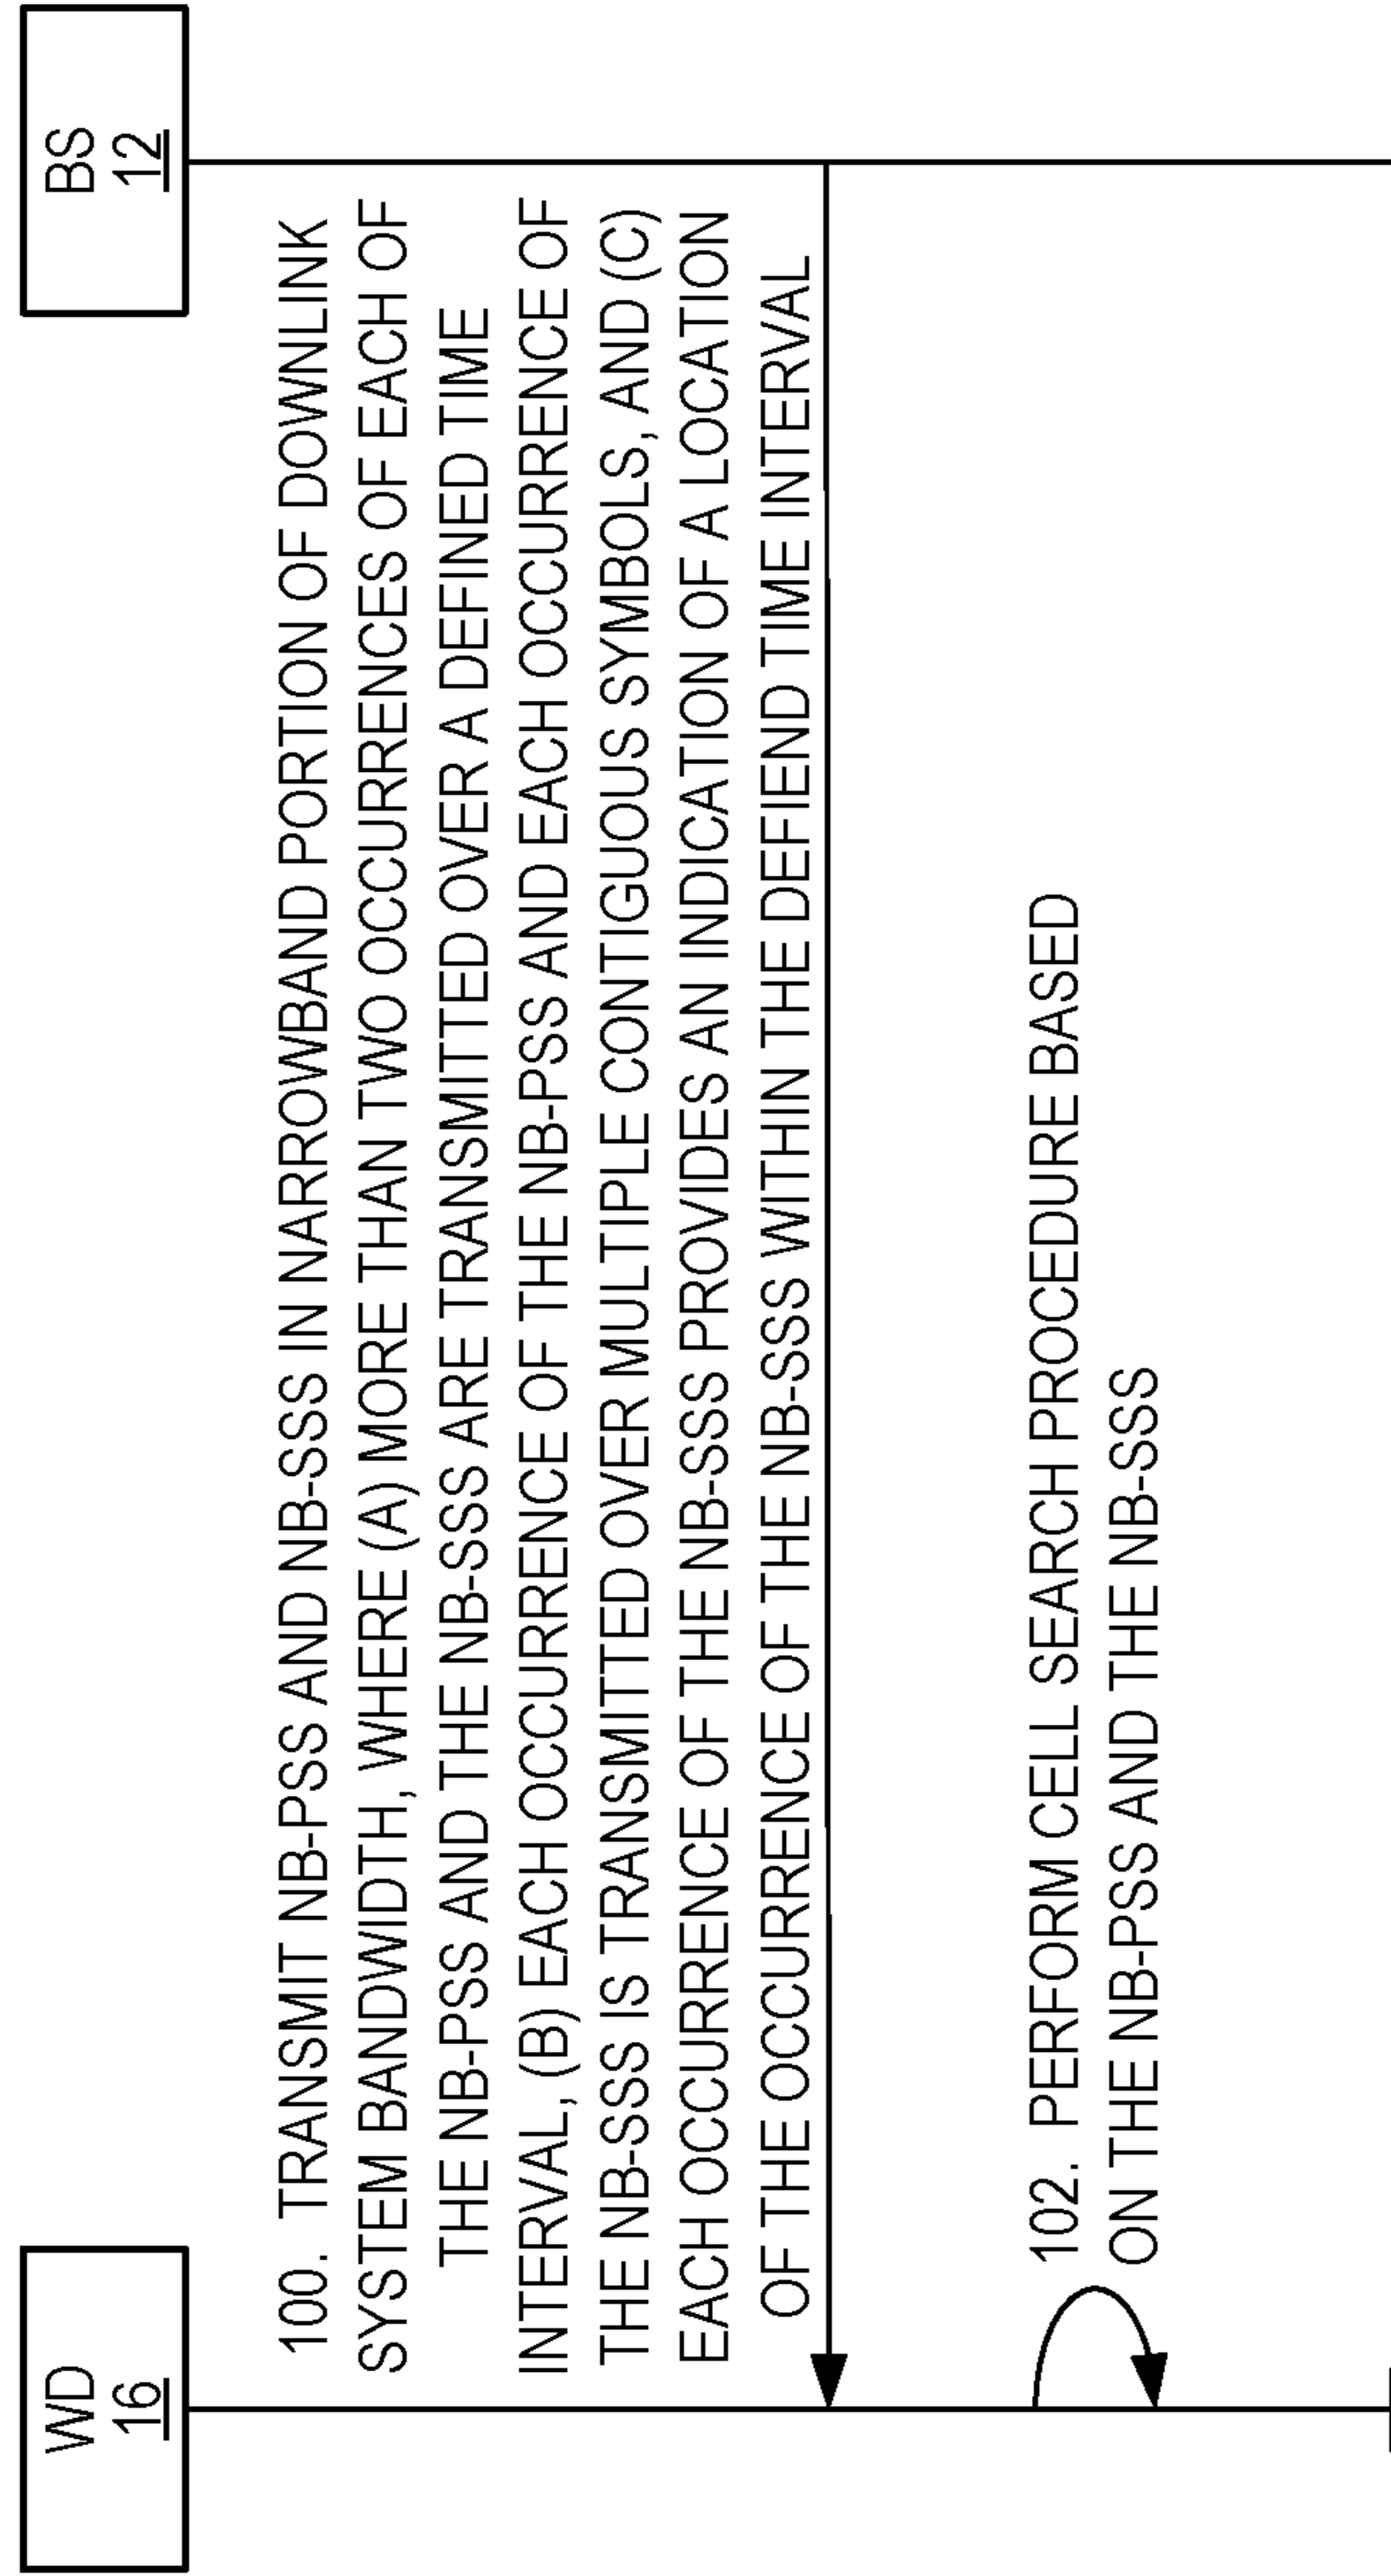 WD
16
BS
12
100. TRANSMIT NB-PSS AND NB-SSS IN NARROWBAND PORTION OF DOWNLINK
SYSTEM BANDWIDTH, WHERE (A) MORE THAN TWO OCCURRENCES OF EACH OF
THE NB-PSS AND THE NB-SSS ARE TRANSMITTED OVER A DEFINED TIME
INTERVAL, (B) EACH OCCURRENCE OF THE NB-PSS AND EACH OCCURRENCE OF
THE NB-SSS IS TRANSMITTED OVER MULTIPLE CONTIGUOUS SYMBOLS, AND (C)
EACH OCCURRENCE OF THE NB-SSS PROVIDES AN INDICATION OF A LOCATION
OF THE OCCURRENCE OF THE NB-SSS WITHIN THE DEFIEND TIME INTERVAL
102. PERFORM CELL SEARCH PROCEDURE BASED
ON THE NB-PSS AND THE NB-SSS